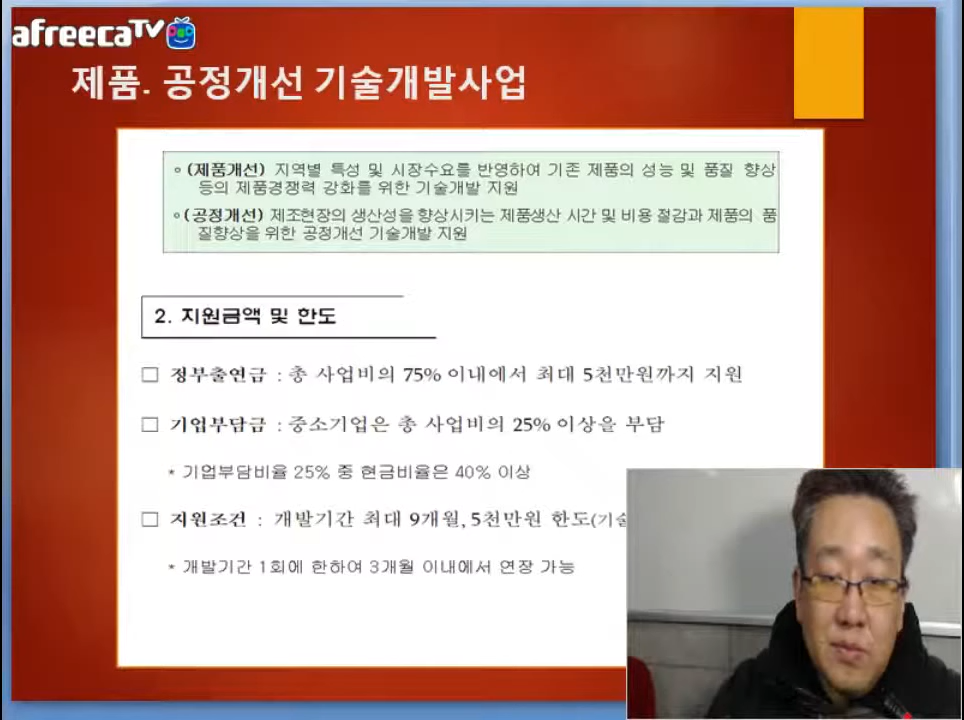 afreecaTV
제품. 공정개선 기술개발사업
◦ (제품개선) 지역별 특성 및 시장수요를 반영하여 기존 제품의 성능 및 품질 향상
등의 제품경쟁력 강화를 위한 기술개발 지원
◦ (공정개선) 제조현장의 생산성을 향상시키는 제품생산 시간 및 비용 절감과 제품의 품
질향상을 위한 공정개선 기술개발 지원
2. 지원금액 및 한도
□ 정부출연금 : 총 사업비의 75% 이내에서 최대 5천만원까지 지원
□ 기업부담금 : 중소기업은 총 사업비의 25% 이상을 부담
* 기업부담비율 25% 중 현금비율은 40% 이상
□ 지원조건 : 개발기간 최대 9개월, 5천만원 한도(기술
* 개발기간 1회에 한하여 3개월 이내에서 연장 가능